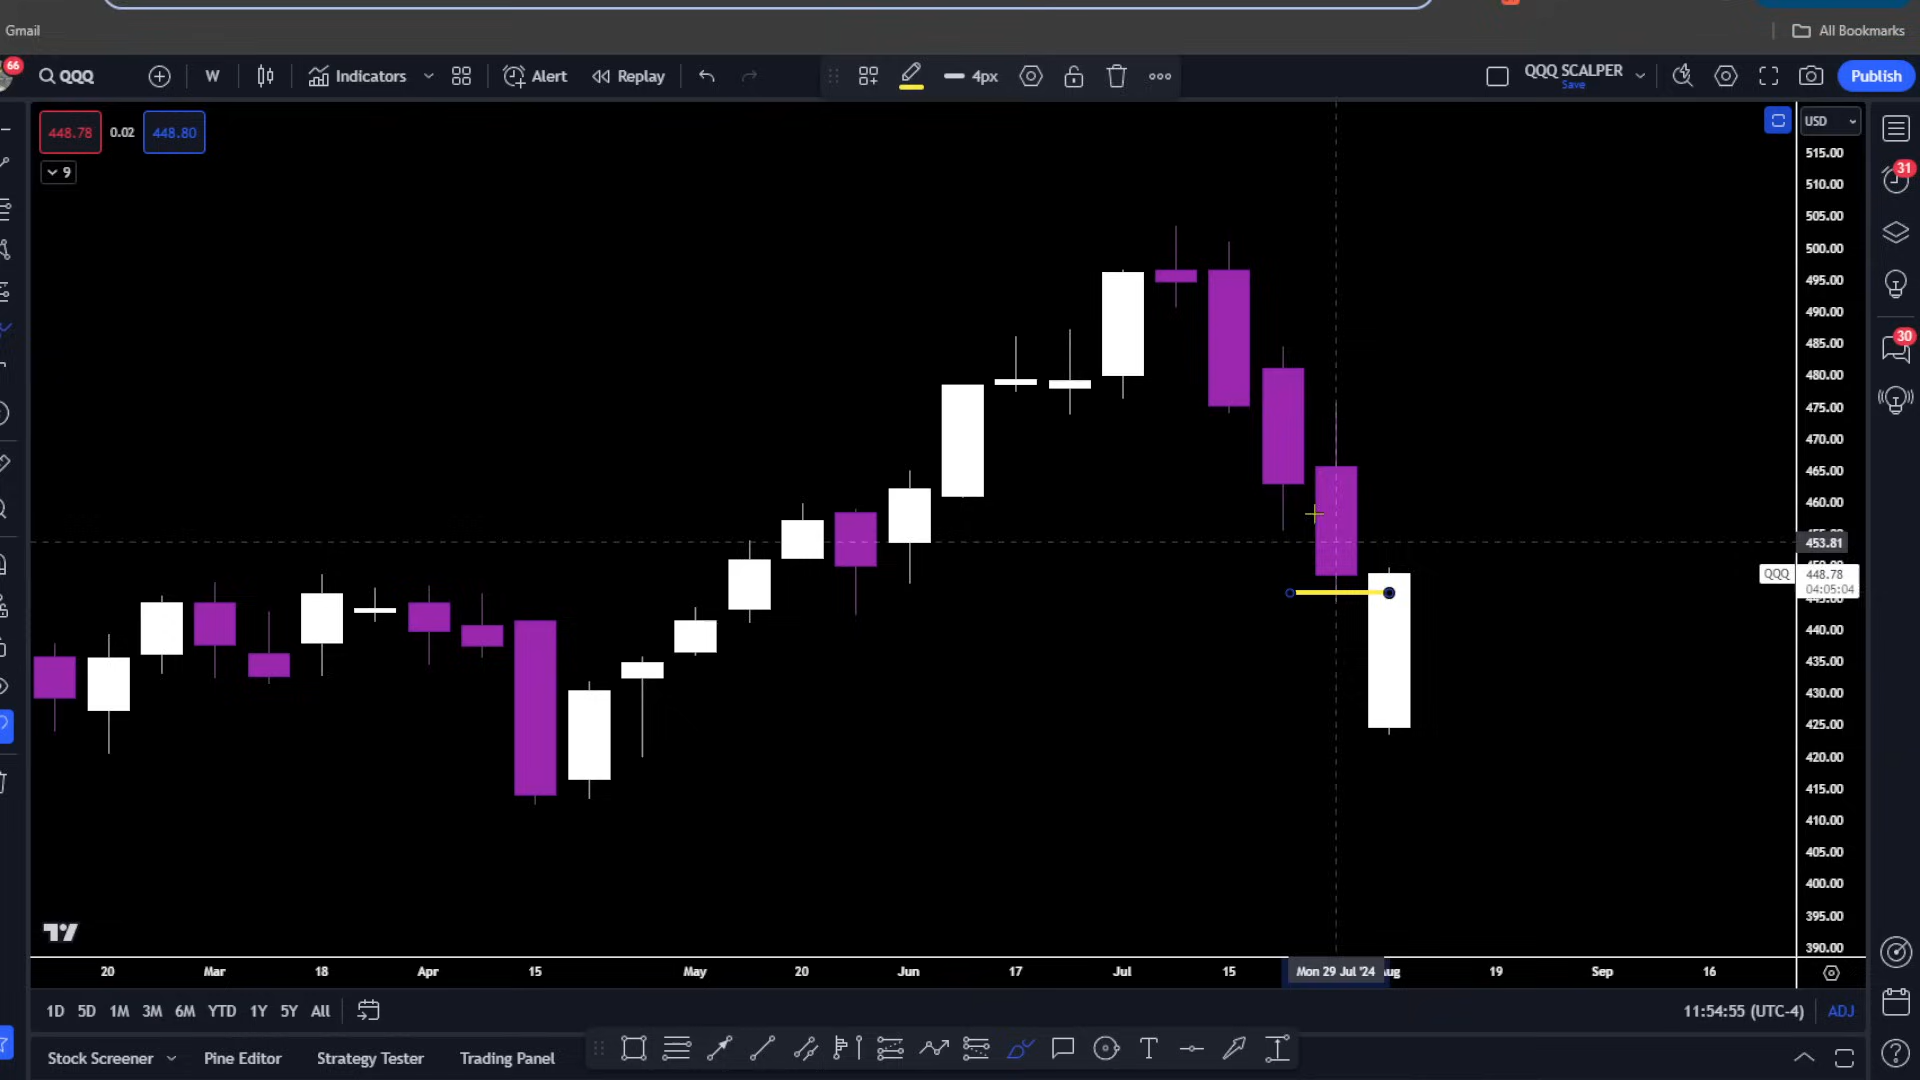 Gmail
All Bookmarks
66
QQQ
W
Indicators
Alert
Replay
4px
QQQ SCALPER
Save
Publish
448.78
0.02
448.80
9
USD
515.00
510.00
505.00
500.00
495.00
490.00
485.00
480.00
475.00
470.00
465.00
460.00
453.81
QQQ
448.78
04:05:04
440.00
435.00
430.00
425.00
420.00
415.00
410.00
405.00
400.00
395.00
390.00
31
30
20
Mar
18
Apr
15
May
20
Jun
17
Jul
15
Mon 29 Jul '24
ug
19
Sep
16
1D
5D
1M
3M
6M
YTD
1Y
5Y
All
11:54:55 (UTC-4)
ADJ
Stock Screener
Pine Editor
Strategy Tester
Trading Panel